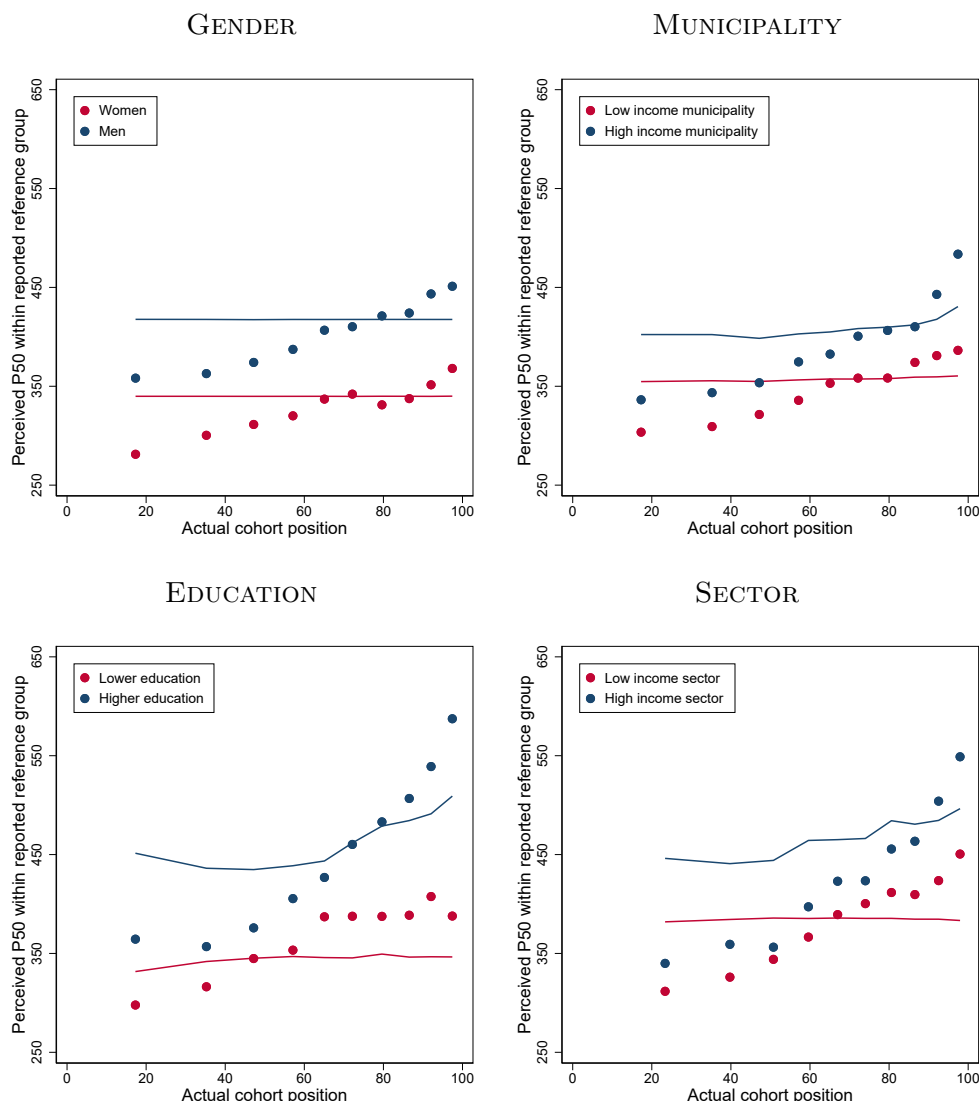 GENDER
Perceived P50 within reported reference group
650
550
450
350
250
Women
Men
0 20 40 60 80 100
Actual cohort position
MUNICIPALITY
Perceived P50 within reported reference group
650
550
450
350
250
Low income municipality
High income municipality
0 20 40 60 80 100
Actual cohort position
EDUCATION
Perceived P50 within reported reference group
650
550
450
350
250
Lower education
Higher education
0 20 40 60 80 100
Actual cohort position
SECTOR
Perceived P50 within reported reference group
650
550
450
350
250
Low income sector
High income sector
0 20 40 60 80 100
Actual cohort position